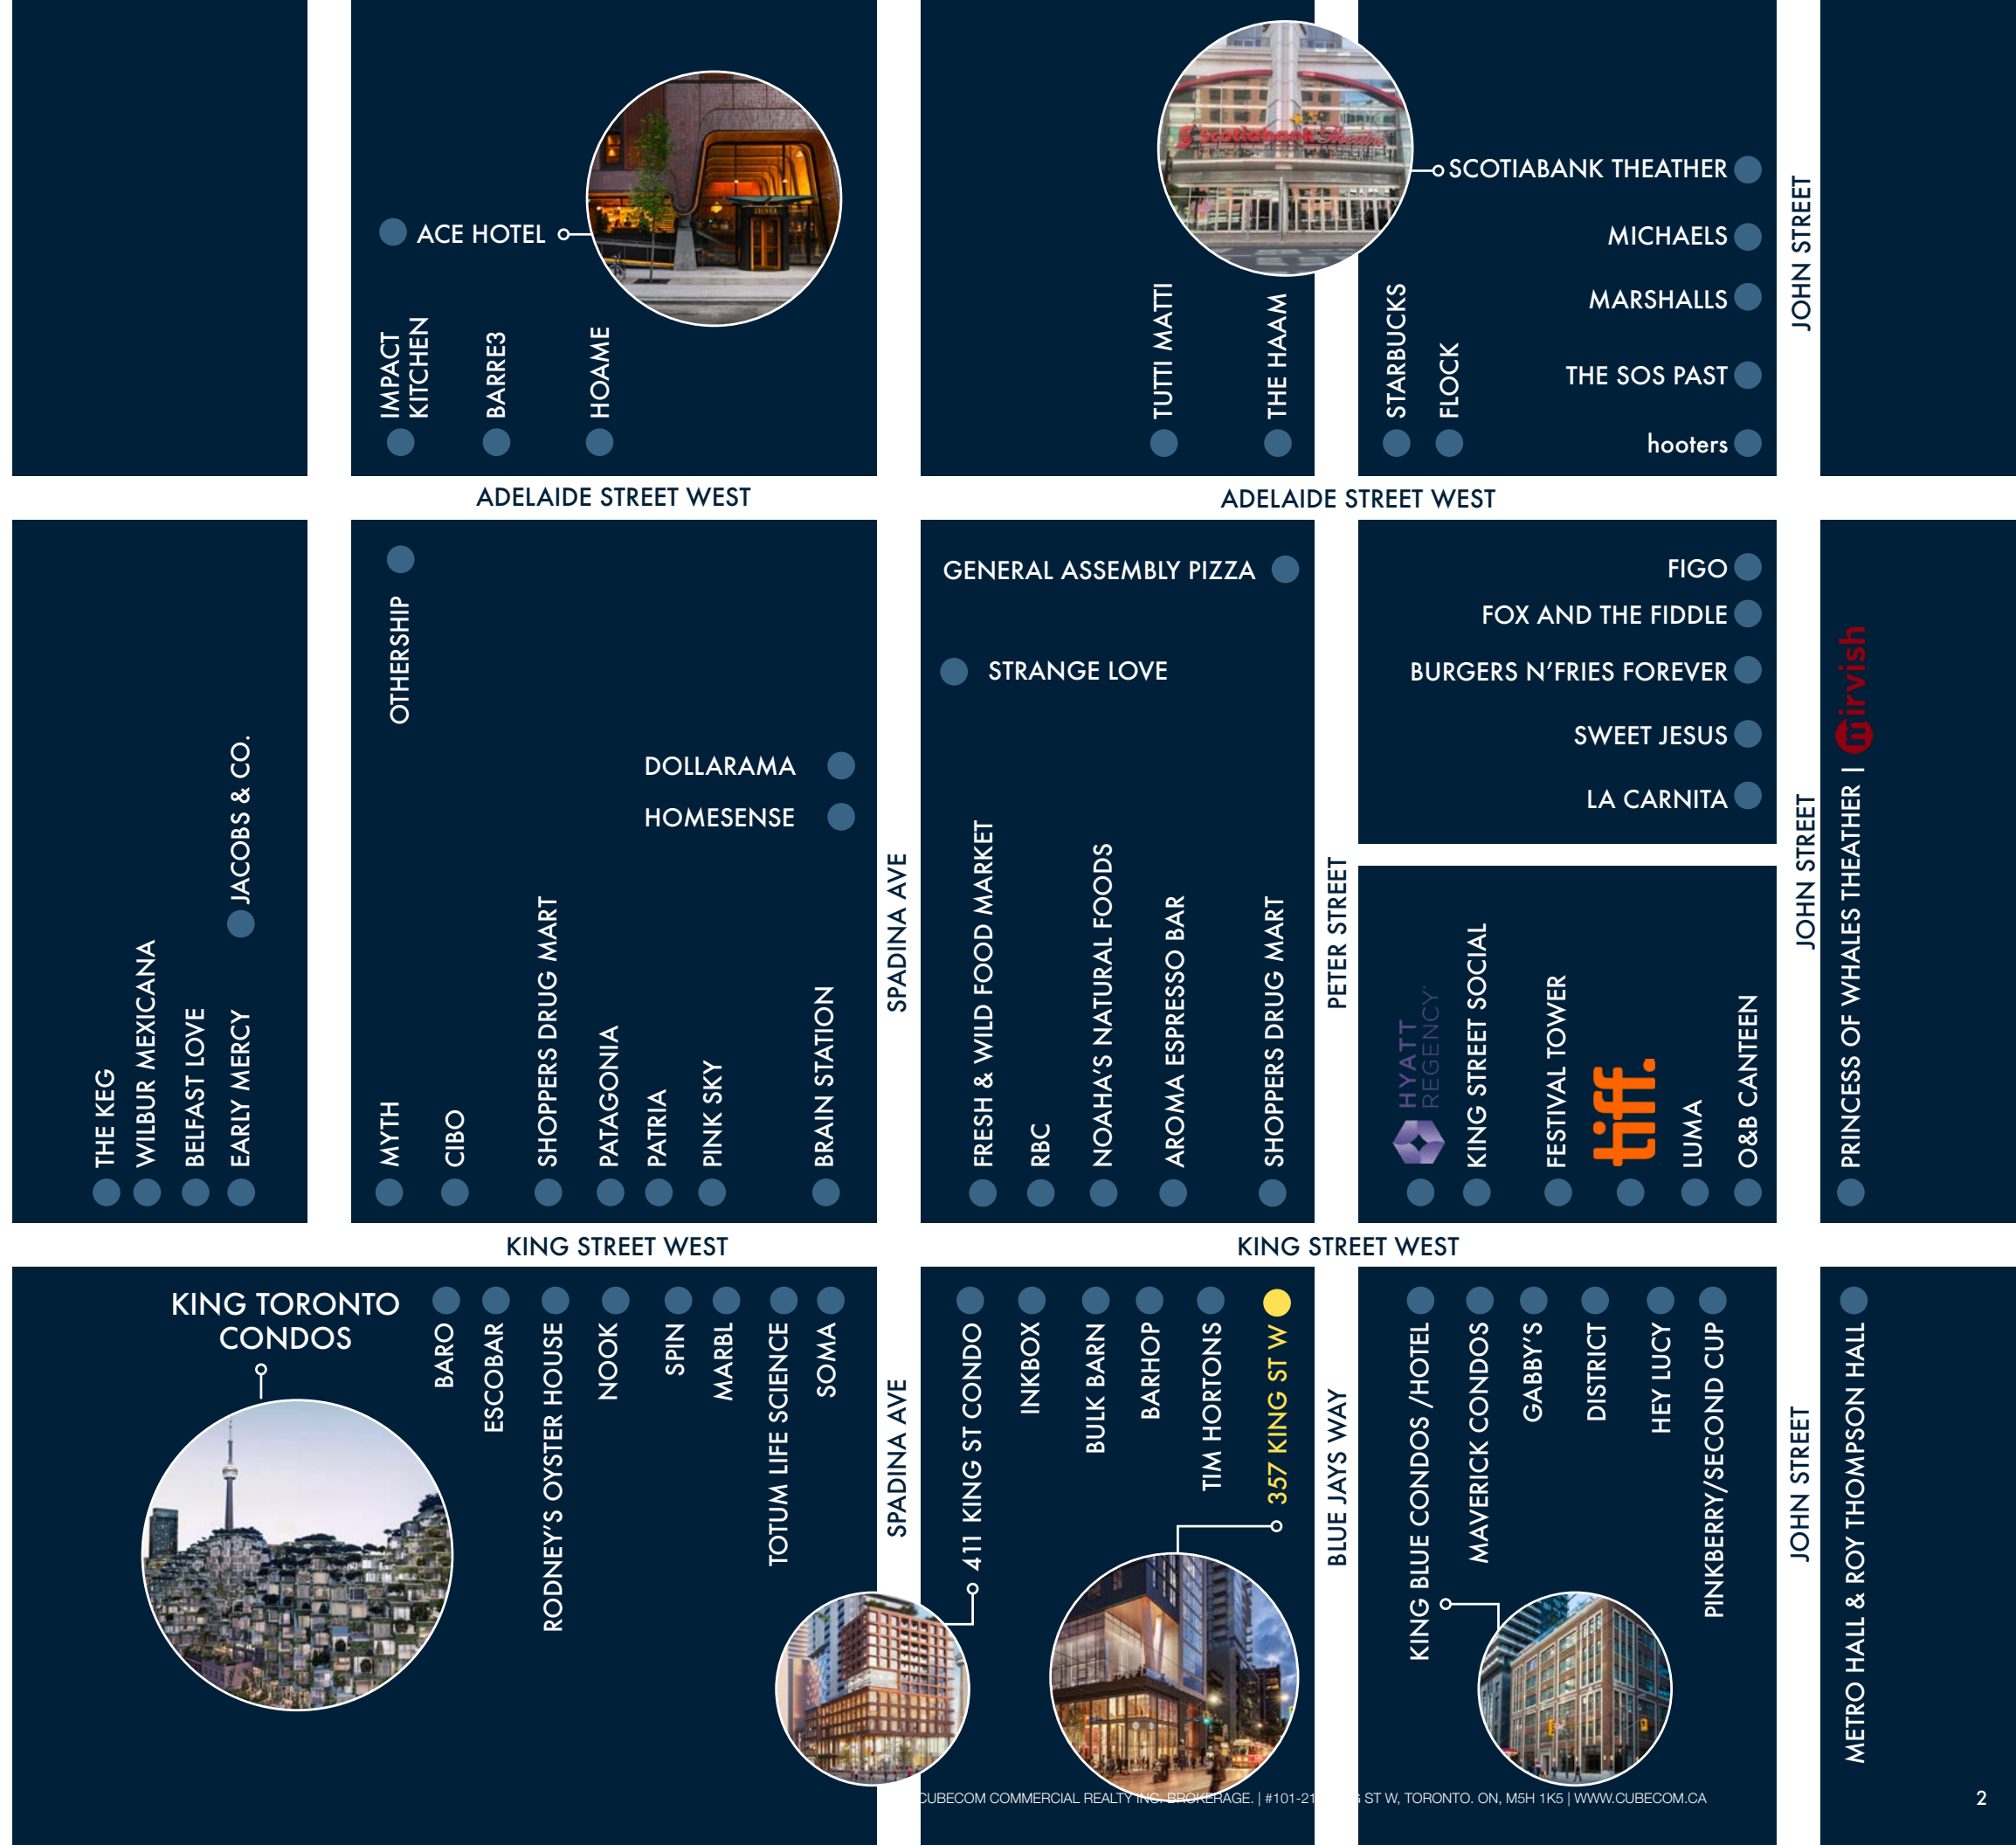 Scotiabank Theatre
SCOTIABANK THEATHER
ACE HOTEL
MICHAELS
MARSHALLS
THE SOS PAST
hooters
IMPACT
KITCHEN
BARRE3
HOAME
TUTTI MATTI
THE HAAM
STARBUCKS
FLOCK
JOHN STREET
ADELAIDE STREET WEST
ADELAIDE STREET WEST
OTHERSHIP
GENERAL ASSEMBLY PIZZA
STRANGE LOVE
FIGO
FOX AND THE FIDDLE
BURGERS N'FRIES FOREVER
SWEET JESUS
LA CARNITA
DOLLARAMA
HOMESENSE
THE KEG
WILBUR MEXICANA
BELFAST LOVE
EARLY MERCY
JACOBS & CO.
MYTH
CIBO
SHOPPERS DRUG MART
PATAGONIA
PATRIA
PINK SKY
BRAIN STATION
SPADINA AVE
FRESH & WILD FOOD MARKET
RBC
NOAHA'S NATURAL FOODS
AROMA ESPRESSO BAR
SHOPPERS DRUG MART
PETER STREET
HYATT
REGENCY
KING STREET SOCIAL
FESTIVAL TOWER
tiff.
LUMA
O&B CANTEEN
JOHN STREET
PRINCESS OF WHALES THEATHER | mirvish
KING STREET WEST
KING STREET WEST
KING TORONTO
CONDOS
BARO
ESCOBAR
RODNEY'S OYSTER HOUSE
NOOK
SPIN
MARBL
TOTUM LIFE SCIENCE
SOMA
SPADINA AVE
411 KING ST CONDO
INKBOX
BULK BARN
BARHOP
TIM HORTONS
357 KING ST W
BLUE JAYS WAY
KING BLUE CONDOS /HOTEL
MAVERICK CONDOS
GABBY'S
DISTRICT
HEY LUCY
PINKBERRY/SECOND CUP
JOHN STREET
METRO HALL & ROY THOMPSON HALL
CUBECOM COMMERCIAL REALTY INC. BROKERAGE. | #101-21 ST W, TORONTO. ON, M5H 1K5 | WWW.CUBECOM.CA
2